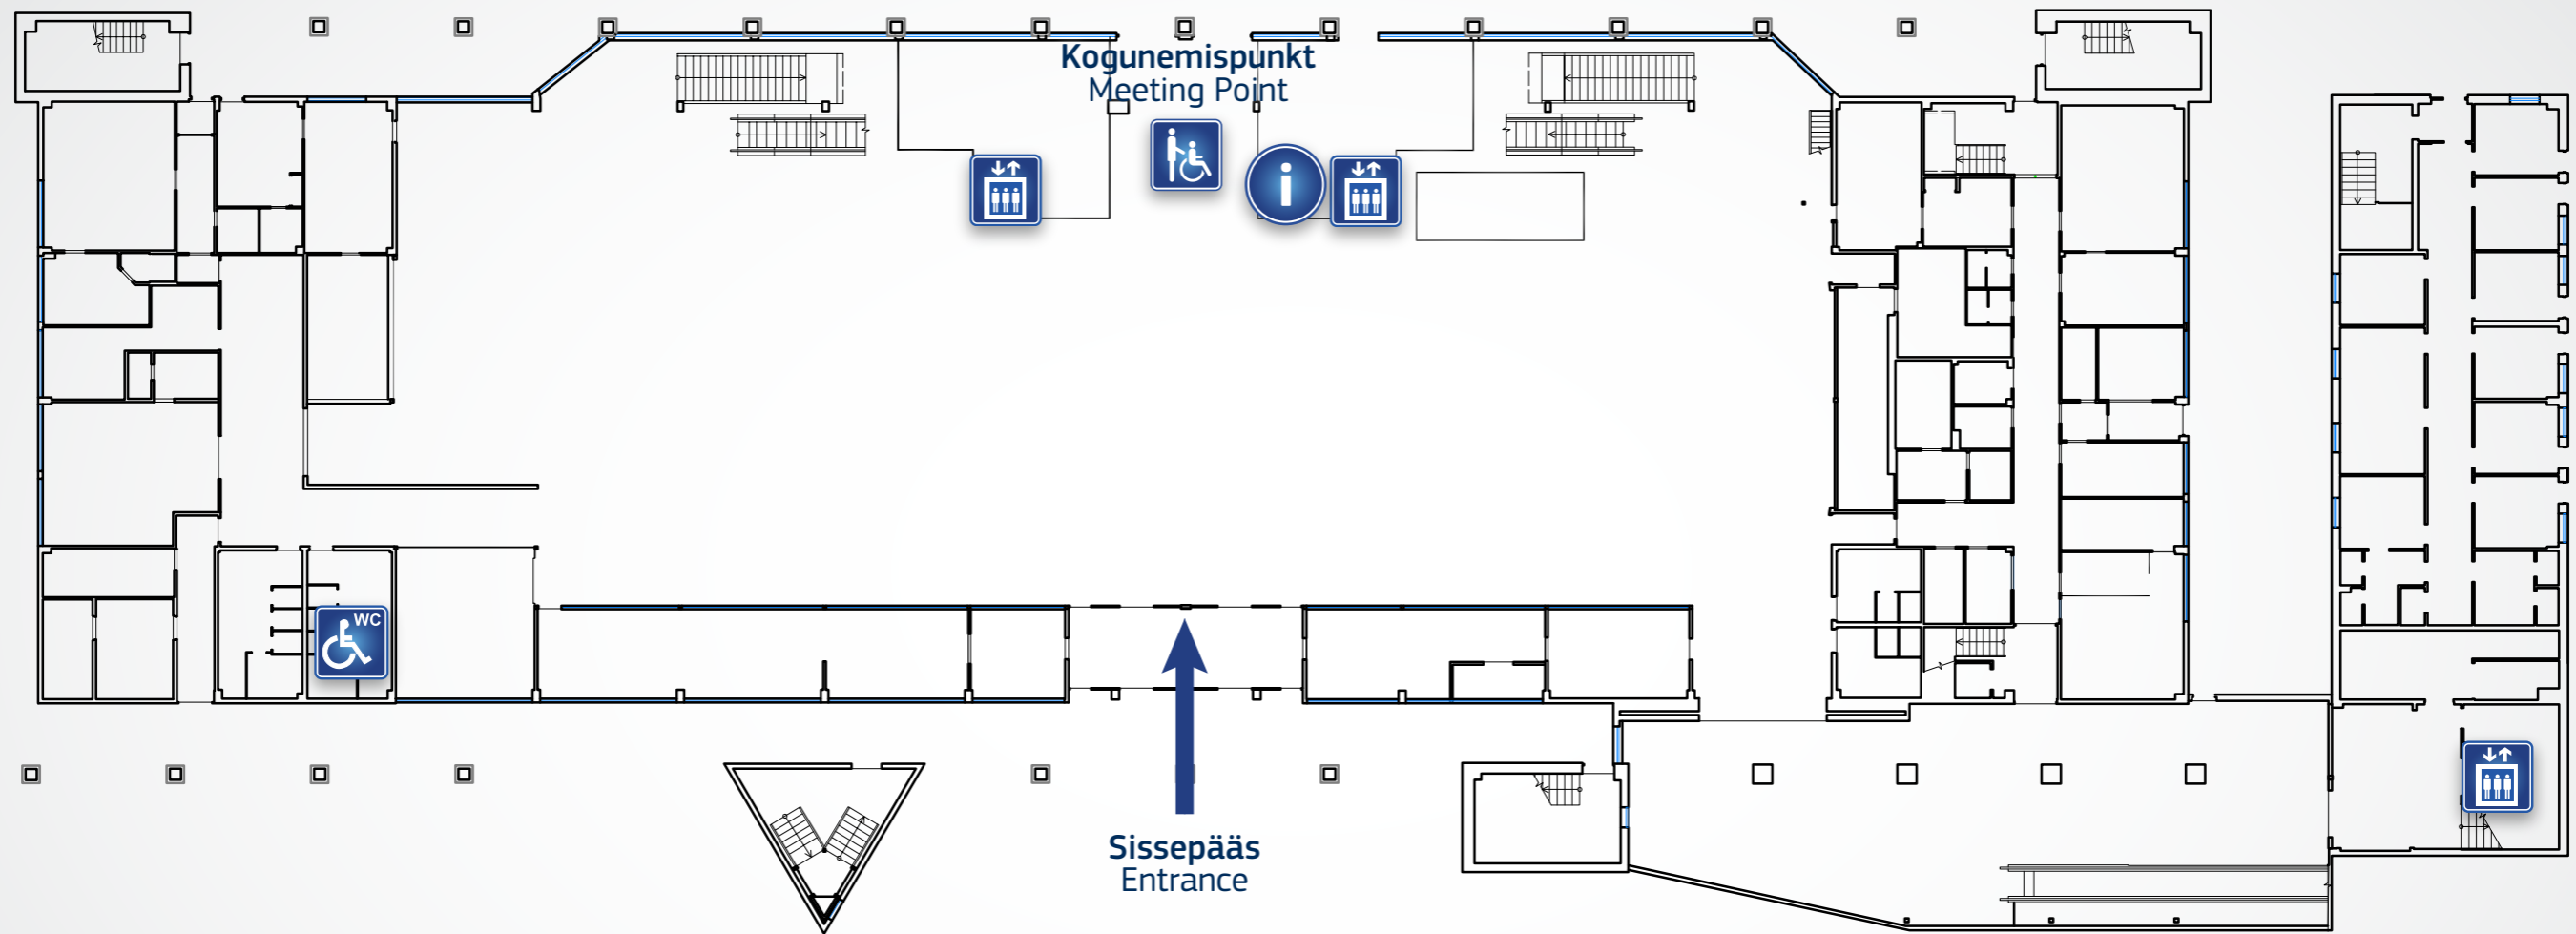 Kogunemispunkt
Meeting Point
i
WC
Sissepääs
Entrance